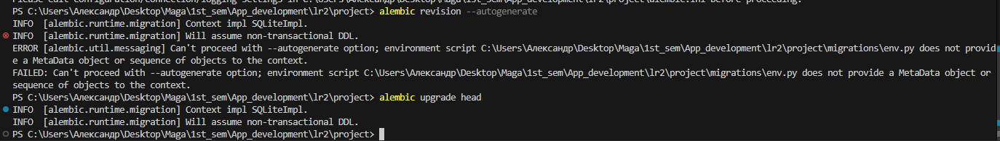 Please edit configuration/connection/logging settings in C:\Users\Александр\Desktop\Maga\1st_sem\App_development\lr2\project\alembic.ini before proceeding.
PS C:\Users\Александр\Desktop\Maga\1st_sem\App_development\lr2\project> alembic revision --autogenerate
INFO  [alembic.runtime.migration] Context impl SQLiteImpl.
INFO  [alembic.runtime.migration] Will assume non-transactional DDL.
ERROR [alembic.util.messaging] Can't proceed with --autogenerate option; environment script C:\Users\Александр\Desktop\Maga\1st_sem\App_development\lr2\project\migrations\env.py does not provid
e a MetaData object or sequence of objects to the context.
FAILED: Can't proceed with --autogenerate option; environment script C:\Users\Александр\Desktop\Maga\1st_sem\App_development\lr2\project\migrations\env.py does not provide a MetaData object or
sequence of objects to the context.
PS C:\Users\Александр\Desktop\Maga\1st_sem\App_development\lr2\project> alembic upgrade head
INFO  [alembic.runtime.migration] Context impl SQLiteImpl.
INFO  [alembic.runtime.migration] Will assume non-transactional DDL.
PS C:\Users\Александр\Desktop\Maga\1st_sem\App_development\lr2\project>